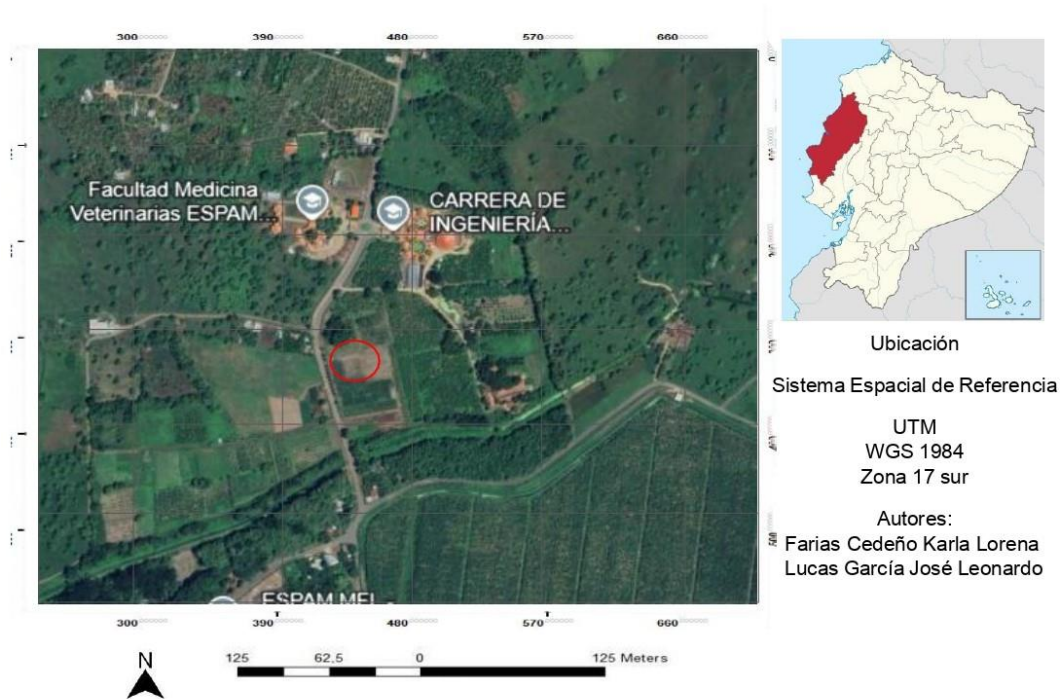 300 390 480 570 660
Facultad Medicina
Veterinarias ESPAM...
CARRERA DE
INGENIERÍA...
ESPAM MFL...
300 390 480 570 660
N
125 62,5 0 125 Meters
Ubicación
Sistema Espacial de Referencia
UTM
WGS 1984
Zona 17 sur
Autores:
Farias Cedeño Karla Lorena
Lucas García José Leonardo